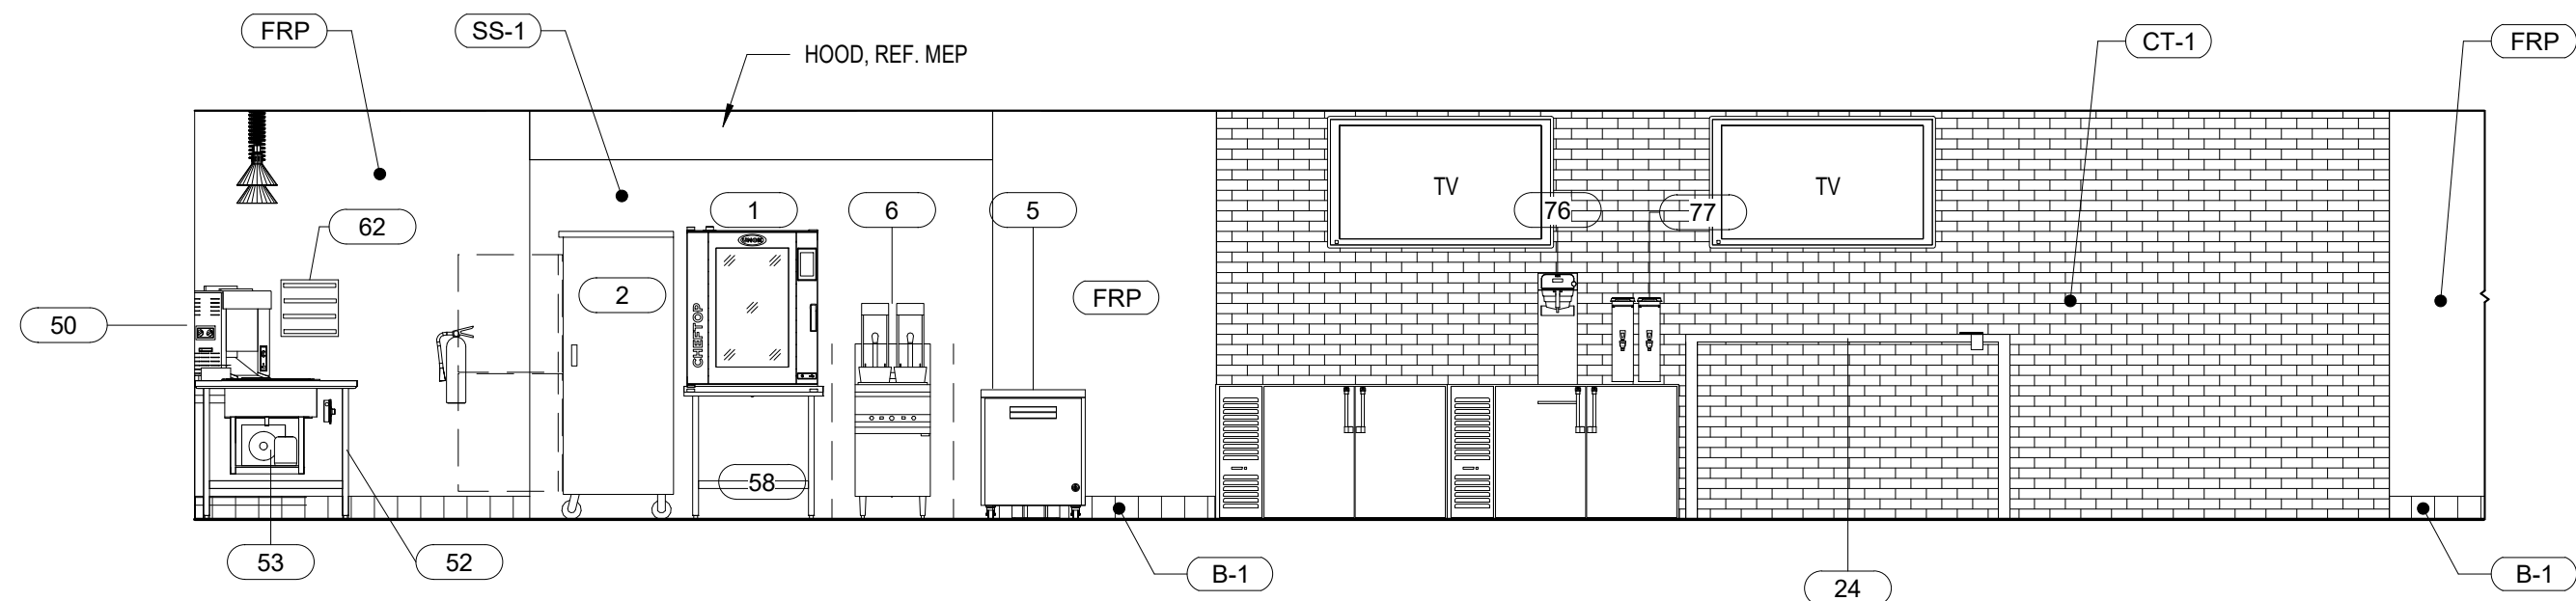 FRP
SS-1
HOOD, REF. MEP
CT-1
FRP
TV
TV
1
6
5
76
77
62
UNOX
2
CHEFTOP
FRP
50
58
53
52
B-1
24
B-1